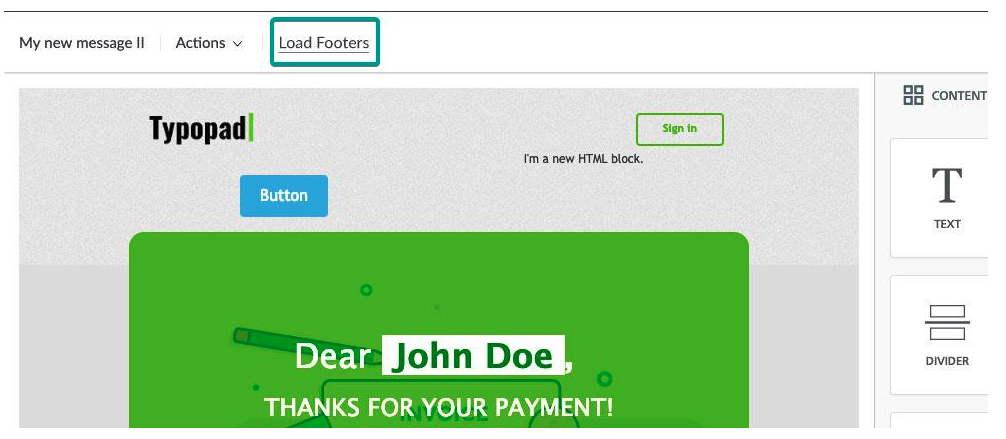 My new message II Actions Load Footers
CONTENT
Typopad
Sign in
I'm a new HTML block.
Button
TEXT
Dear John Doe,
DIVIDER
THANKS FOR YOUR PAYMENT!
INVOICE